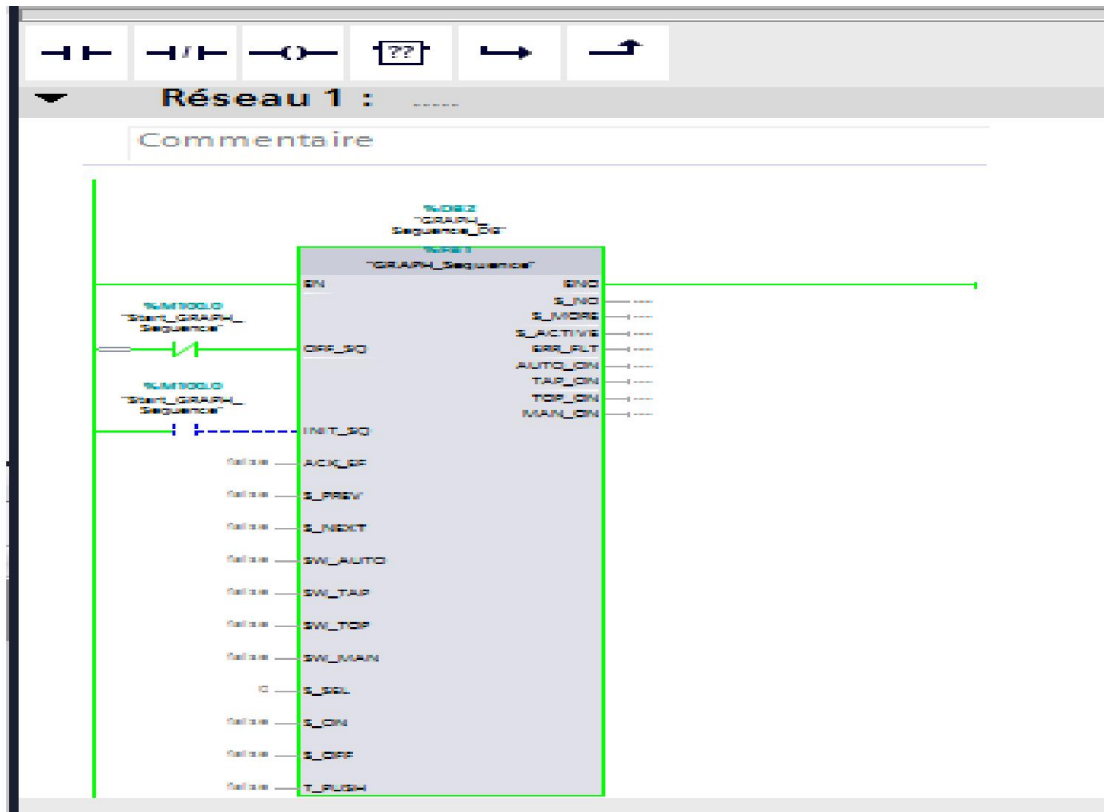 ??
Réseau 1 : .....
Commentaire
%DB2
"GRAPH_
Sequence_DB"
%FB1
"GRAPH_Sequence"
EN
ENO
%M100.0
"Start_GRAPH_
Sequence"
OFF_SQ
S_NO
S_MORE
S_ACTIVE
ERR_FLT
AUTO_ON
TAP_ON
TOP_ON
MAN_ON
%M100.0
"Start_GRAPH_
Sequence"
INIT_SQ
false ACK_EF
false S_PREV
false S_NEXT
false SW_AUTO
false SW_TAP
false SW_TOP
false SW_MAN
0 S_SEL
false S_ON
false S_OFF
false T_PUSH